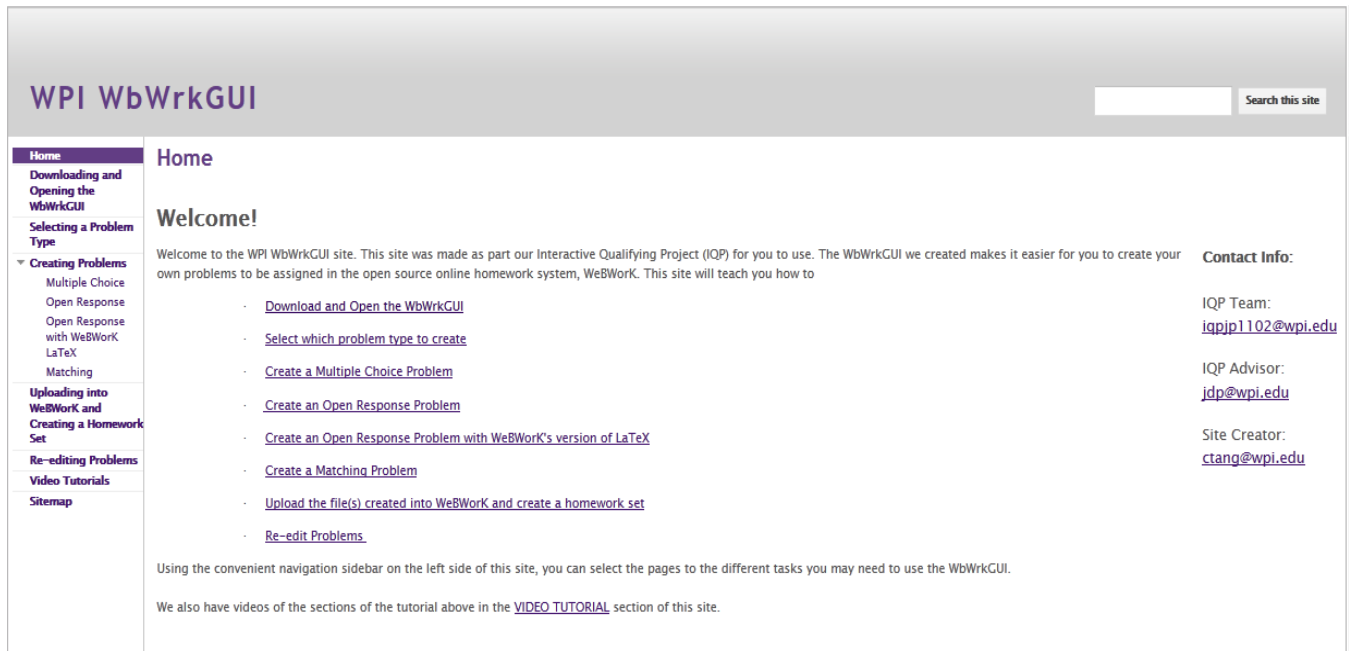 WPI WbWrkGUI
Search this site
Home
Downloading and
Opening the
WbWrkGUI
Selecting a Problem
Type
Creating Problems
Multiple Choice
Open Response
Open Response
with WeBWorK
LaTeX
Matching
Uploading into
WeBWorK and
Creating a Homework
Set
Re-editing Problems
Video Tutorials
Sitemap
Home
Welcome!
Welcome to the WPI WbWrkGUI site. This site was made as part our Interactive Qualifying Project (IQP) for you to use. The WbWrkGUI we created makes it easier for you to create your
own problems to be assigned in the open source online homework system, WeBWorK. This site will teach you how to
· Download and Open the WbWrkGUI
· Select which problem type to create
· Create a Multiple Choice Problem
· Create an Open Response Problem
· Create an Open Response Problem with WeBWorK's version of LaTeX
· Create a Matching Problem
· Upload the file(s) created into WeBWorK and create a homework set
· Re-edit Problems
Using the convenient navigation sidebar on the left side of this site, you can select the pages to the different tasks you may need to use the WbWrkGUI.
We also have videos of the sections of the tutorial above in the VIDEO TUTORIAL section of this site.
Contact Info:
IQP Team:
iqpjp1102@wpi.edu
IQP Advisor:
jdp@wpi.edu
Site Creator:
ctang@wpi.edu